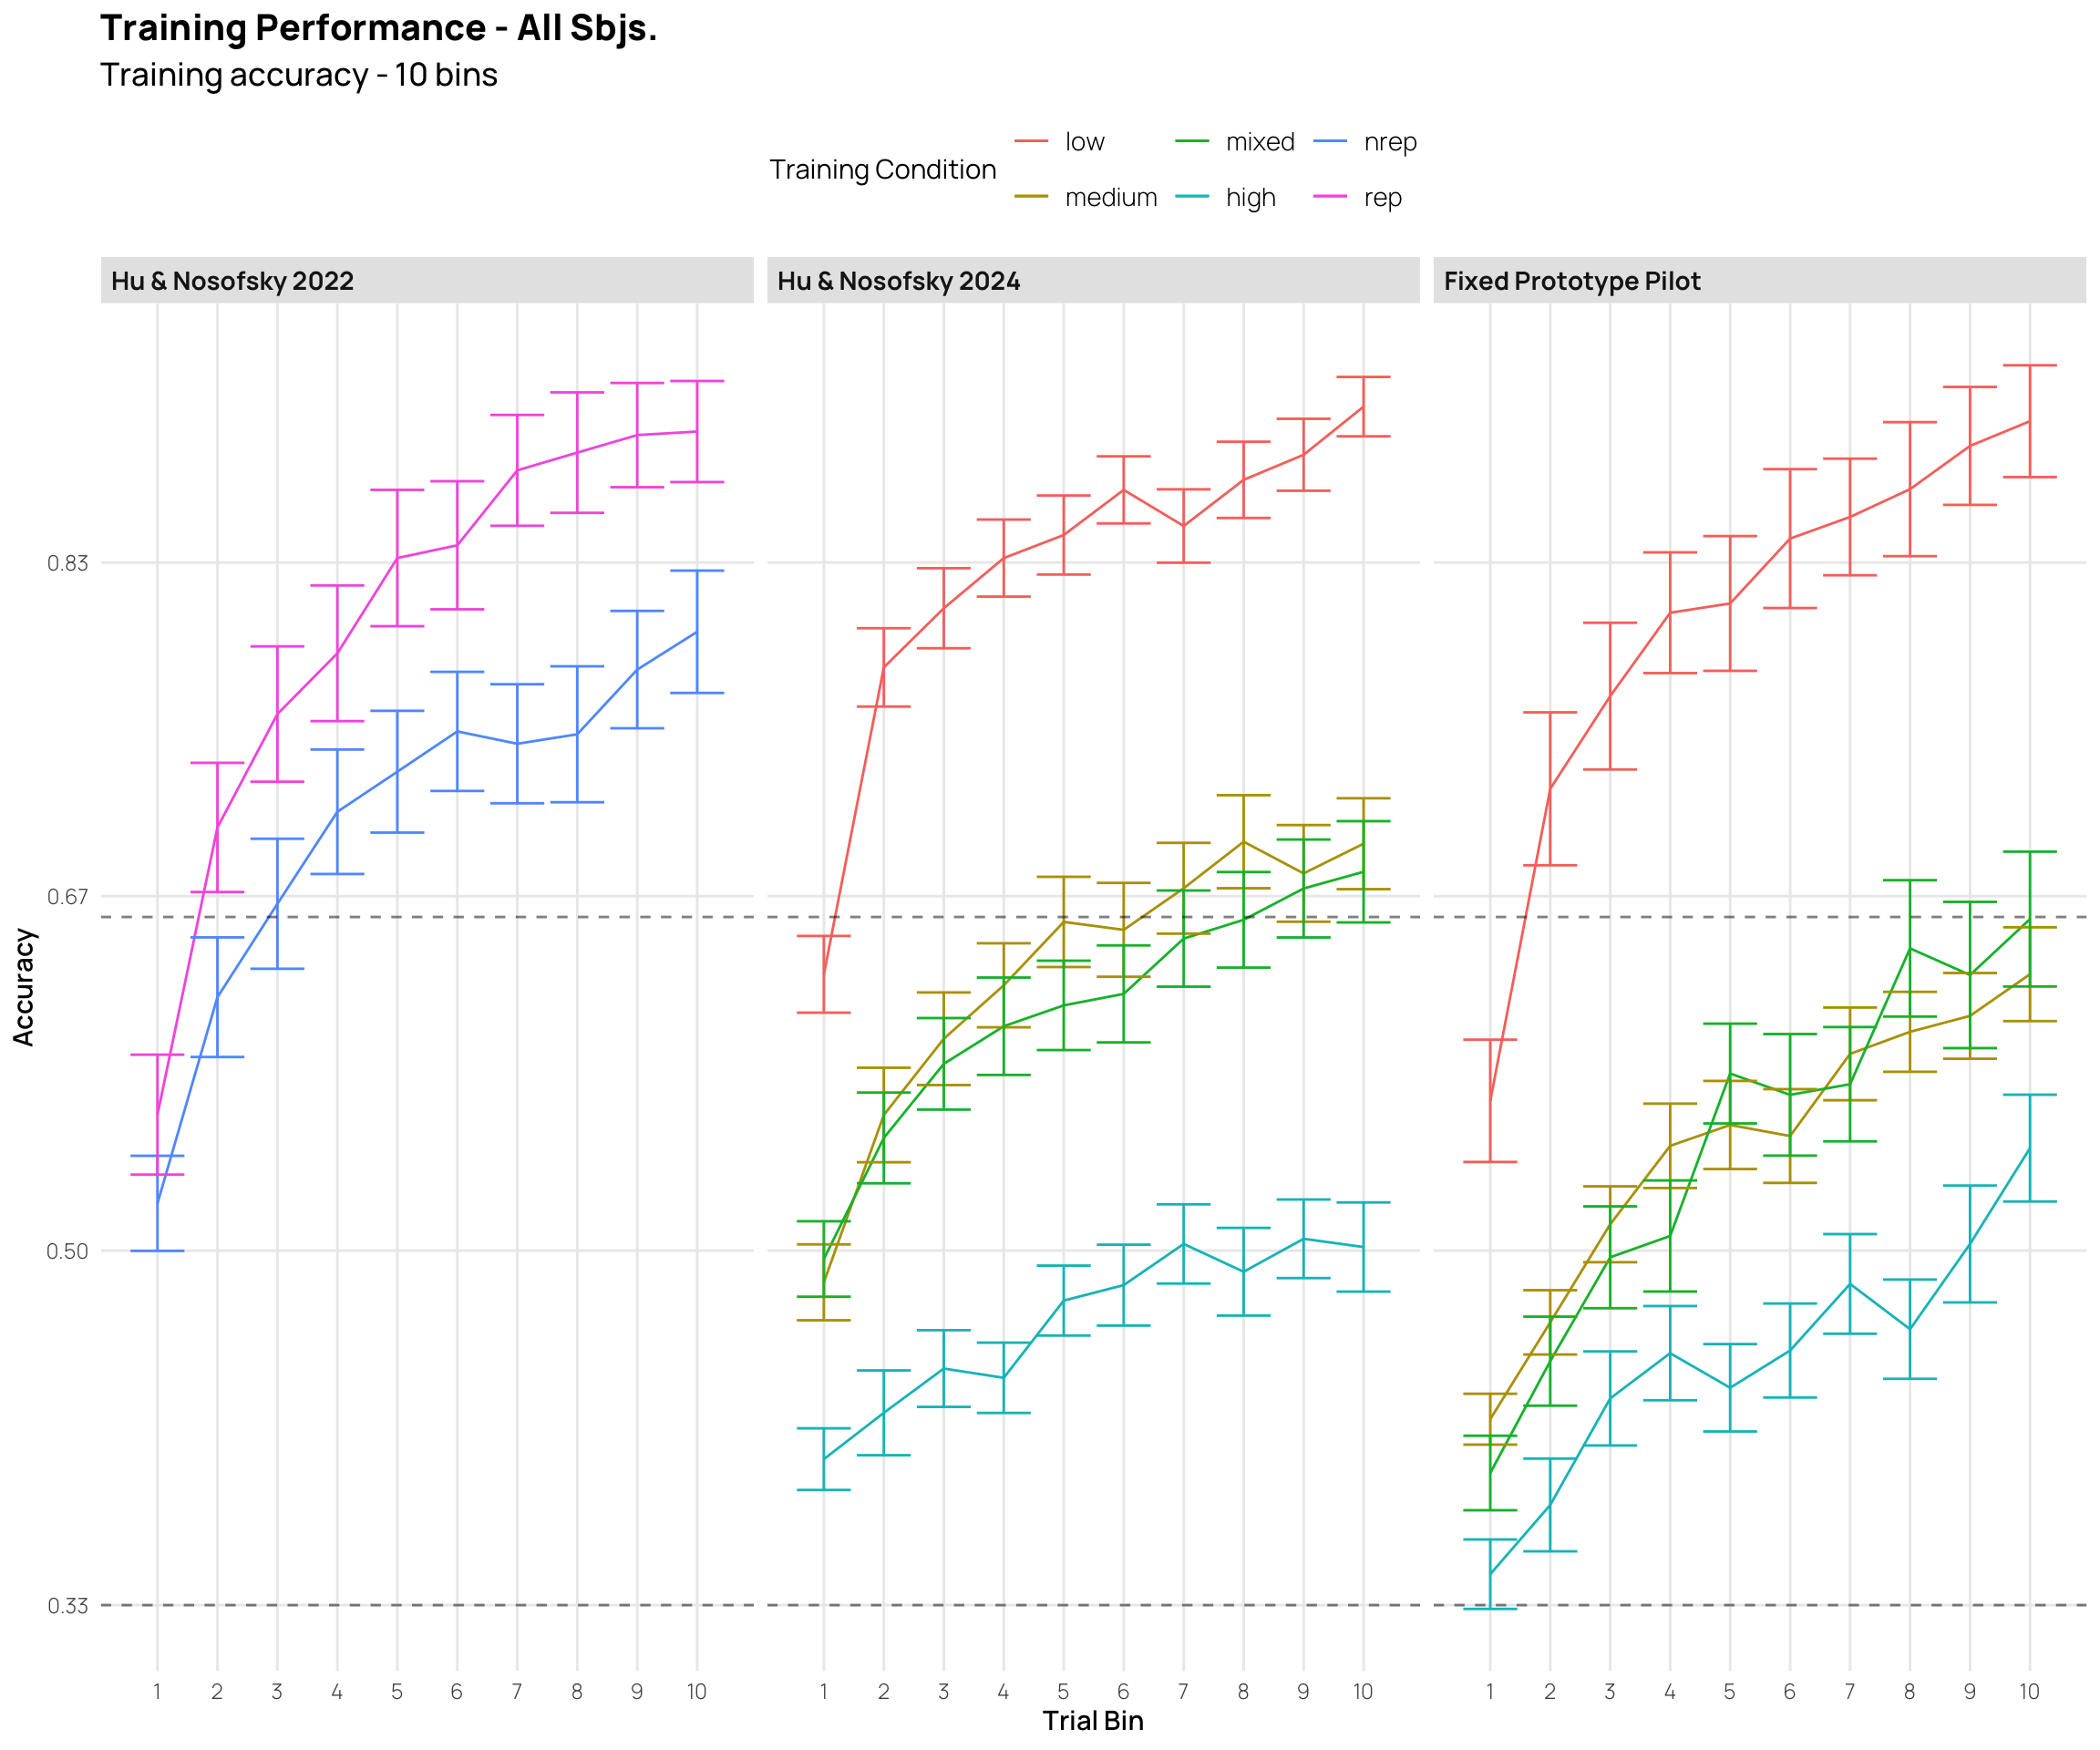 Training Performance - All Sbjs.
Training accuracy - 10 bins
Training Condition
low mixed nrep
medium high rep
Hu & Nosofsky 2022 Hu & Nosofsky 2024 Fixed Prototype Pilot
Accuracy
0.83
0.67
0.50
0.33
1 2 3 4 5 6 7 8 9 10 1 2 3 4 5 6 7 8 9 10 1 2 3 4 5 6 7 8 9 10
Trial Bin